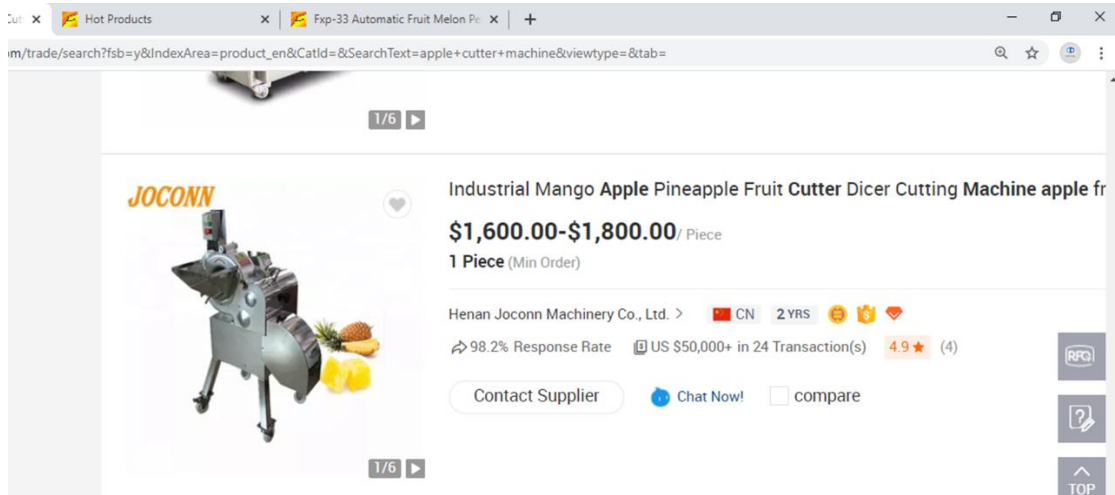 Hot Products
Fxp-33 Automatic Fruit Melon Pe
om/trade/search?fsb=y&IndexArea=product_en&CatId=&SearchText=apple+cutter+machine&viewtype=&tab=
1/6
JOCONN
Industrial Mango Apple Pineapple Fruit Cutter Dicer Cutting Machine apple fr
$1,600.00-$1,800.00/ Piece
1 Piece (Min Order)
Henan Joconn Machinery Co., Ltd. > CN 2 YRS
98.2% Response Rate US $50,000+ in 24 Transaction(s) 4.9 ★ (4)
RFQ
Contact Supplier Chat Now! compare
1/6
TOP